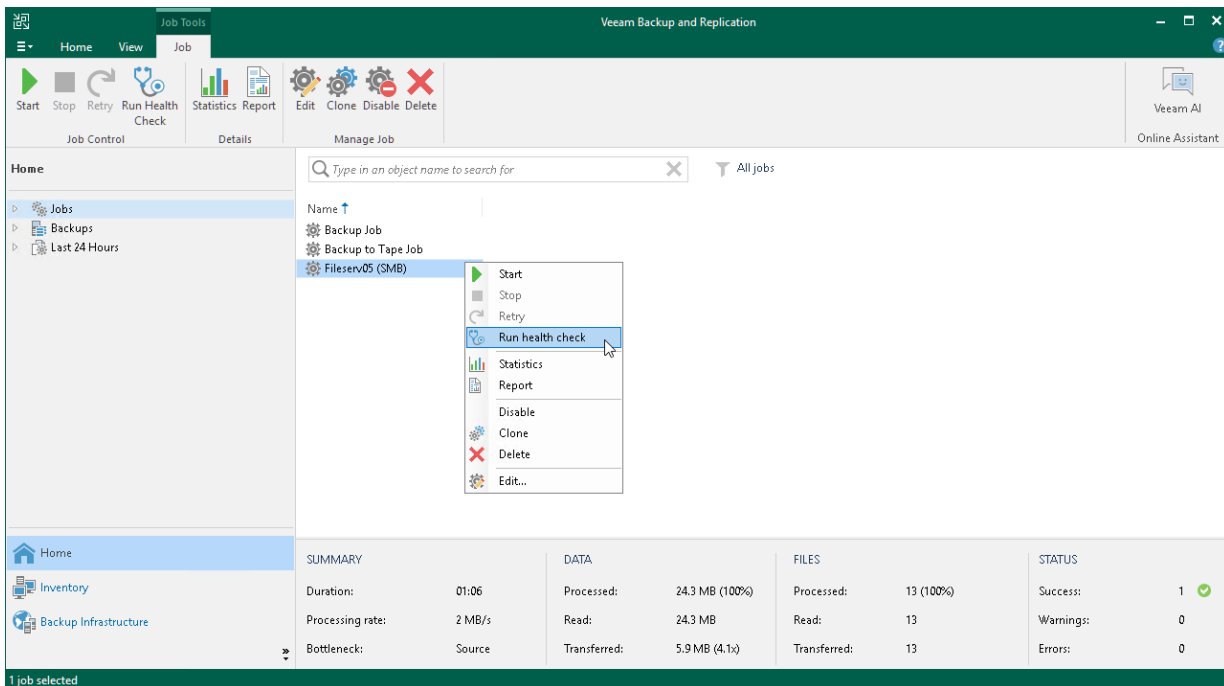 Job Tools
Veeam Backup and Replication
Home View Job
Start Stop Retry Run Health Check
Statistics Report
Edit Clone Disable Delete
Veeam AI
Job Control
Details
Manage Job
Online Assistant
Home
Type in an object name to search for
All jobs
Jobs
Backups
Last 24 Hours
Name
Backup Job
Backup to Tape Job
Fileserv05 (SMB)
Start
Stop
Retry
Run health check
Statistics
Report
Disable
Clone
Delete
Edit...
Home
Inventory
Backup Infrastructure
SUMMARY
Duration: 01:06
Processing rate: 2 MB/s
Bottleneck: Source
DATA
Processed: 24.3 MB (100%)
Read: 24.3 MB
Transferred: 5.9 MB (4.1x)
FILES
Processed: 13 (100%)
Read: 13
Transferred: 13
STATUS
Success: 1
Warnings: 0
Errors: 0
1 job selected